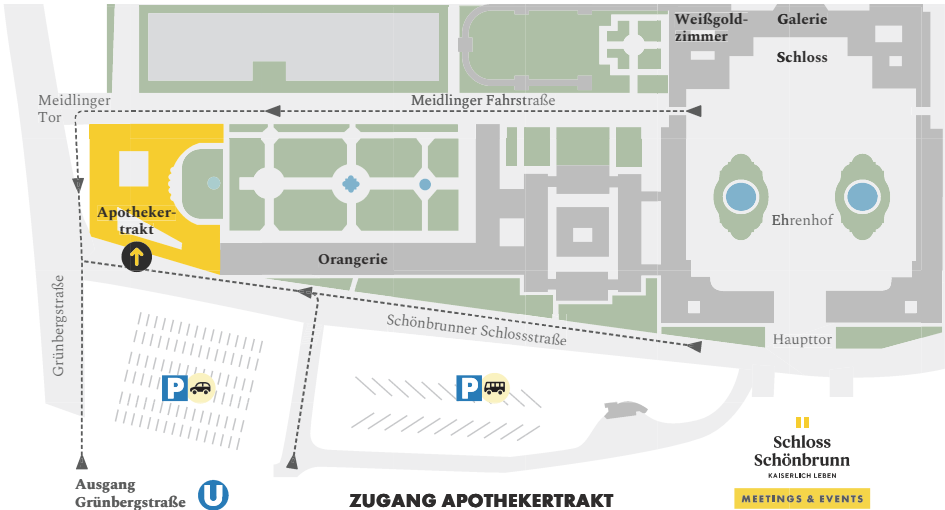 Weißgold-
zimmer
Galerie
Schloss
Meidlinger
Tor
Meidlinger Fahrstraße
Apotheker-
trakt
Ehrenhof
Orangerie
Grünbergstraße
Schönbrunner Schlossstraße
Haupttor
P
P
Ausgang
Grünbergstraße
U
ZUGANG APOTHEKERTRAKT
Schloss
Schönbrunn
KAISERLICH LEBEN
MEETINGS & EVENTS